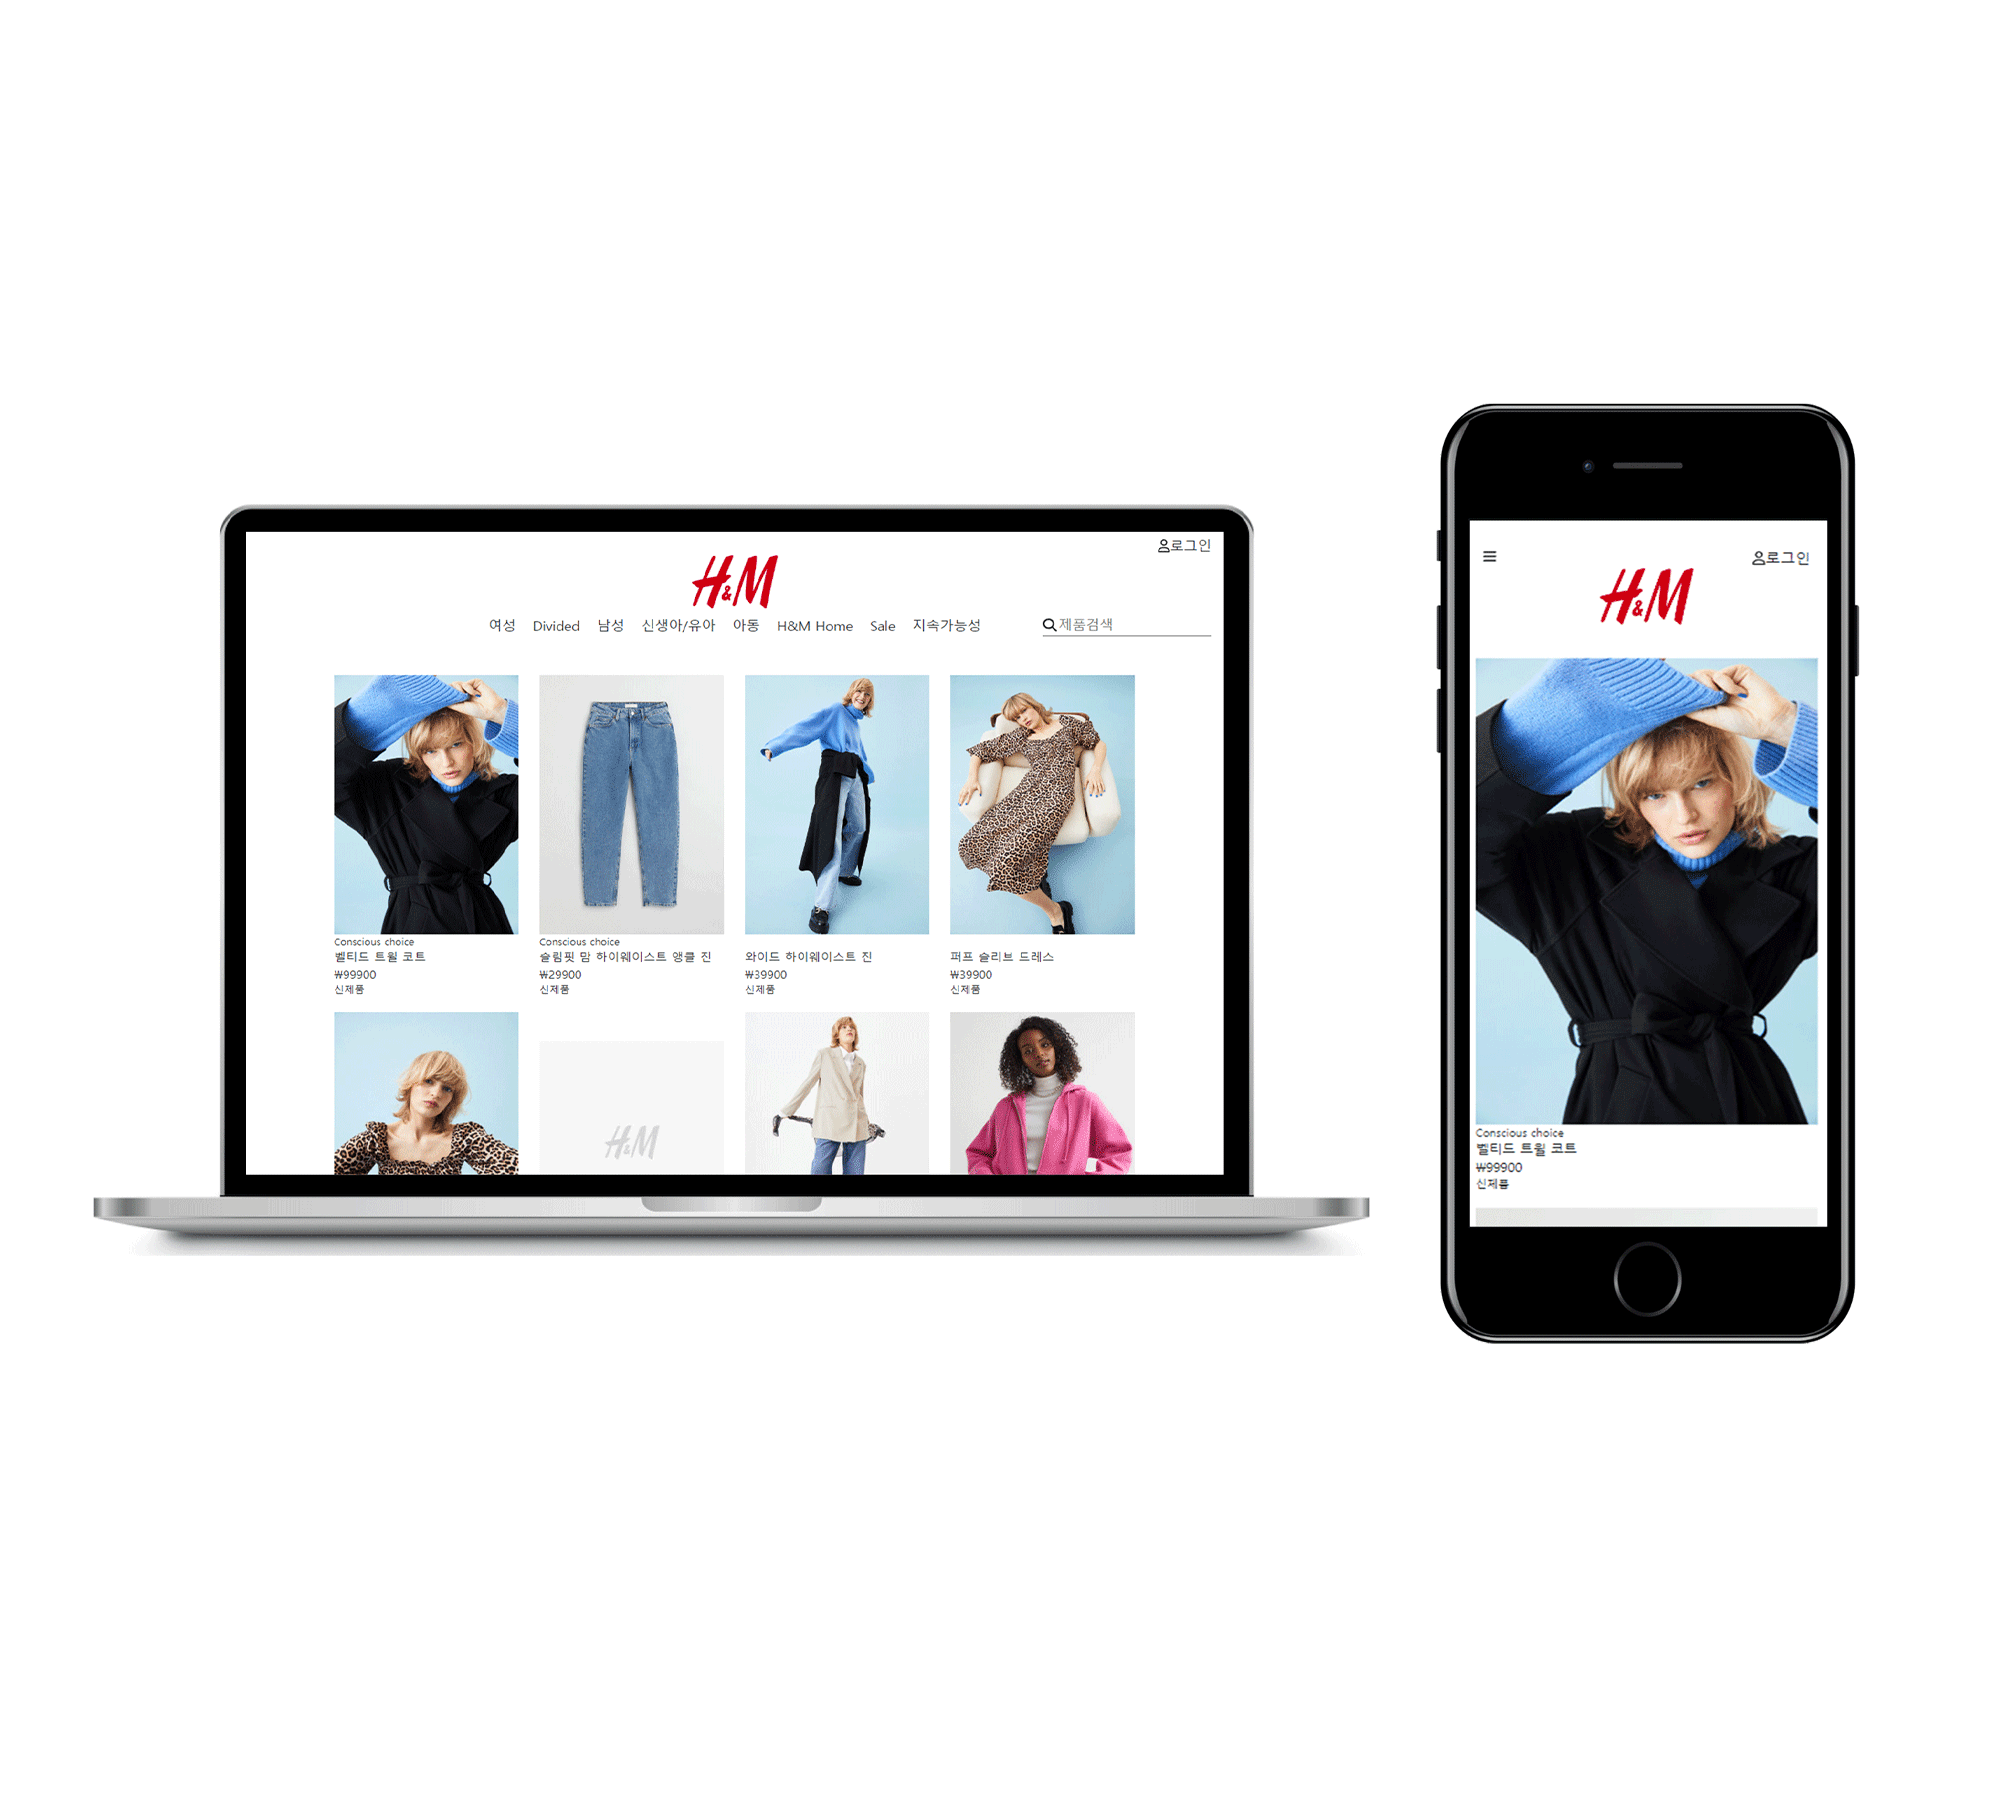 로그인
H&M
여성 Divided 남성 신생아/유아 아동 H&M Home Sale 지속가능성 제품검색
Conscious choice
벨티드 트윌 코트
₩99900
신제품
Conscious choice
슬림핏 맘 하이웨이스트 앵클 진
₩29900
신제품
와이드 하이웨이스트 진
₩39900
신제품
퍼프 슬리브 드레스
₩39900
신제품
H&M
로그인
H&M
Conscious choice
벨티드 트윌 코트
₩99900
신제품